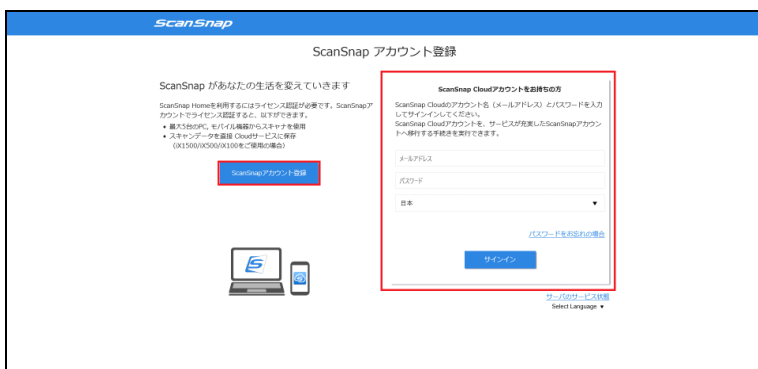 ScanSnap
ScanSnap アカウント登録
ScanSnap があなたの生活を変えていきます
ScanSnap Homeを利用するにはライセンス認証が必要です。ScanSnapア
カウントでライセンス認証すると、以下ができます。
• 最大5台のPC, モバイル機器からスキャナを使用
• スキャンデータを直接 Cloudサービスに保存
(iX1500/iX500/iX100をご使用の場合)
ScanSnapアカウント登録
ScanSnap Cloudアカウントをお持ちの方
ScanSnap Cloudのアカウント名（メールアドレス）とパスワードを入力
してサインインしてください。
ScanSnap Cloudアカウントを、サービスが充実したScanSnapアカウン
トへ移行する手続きを実行できます。
メールアドレス
パスワード
日本 ▼
パスワードをお忘れの場合
サインイン
サーバのサービス状態
Select Language ▼